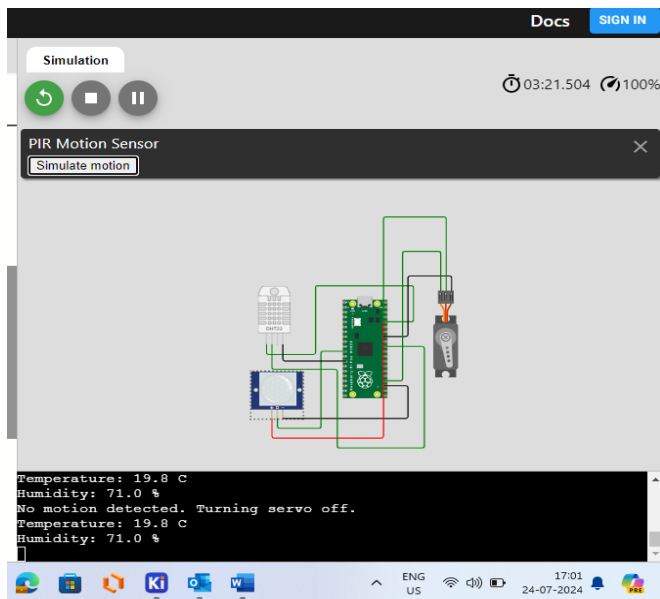 Docs SIGN IN
Simulation
03:21.504 100%
PIR Motion Sensor
Simulate motion
DHT22
Temperature: 19.8 C
Humidity: 71.0 %
No motion detected. Turning servo off.
Temperature: 19.8 C
Humidity: 71.0 %
Ki
ENG
US
17:01
24-07-2024
PRE